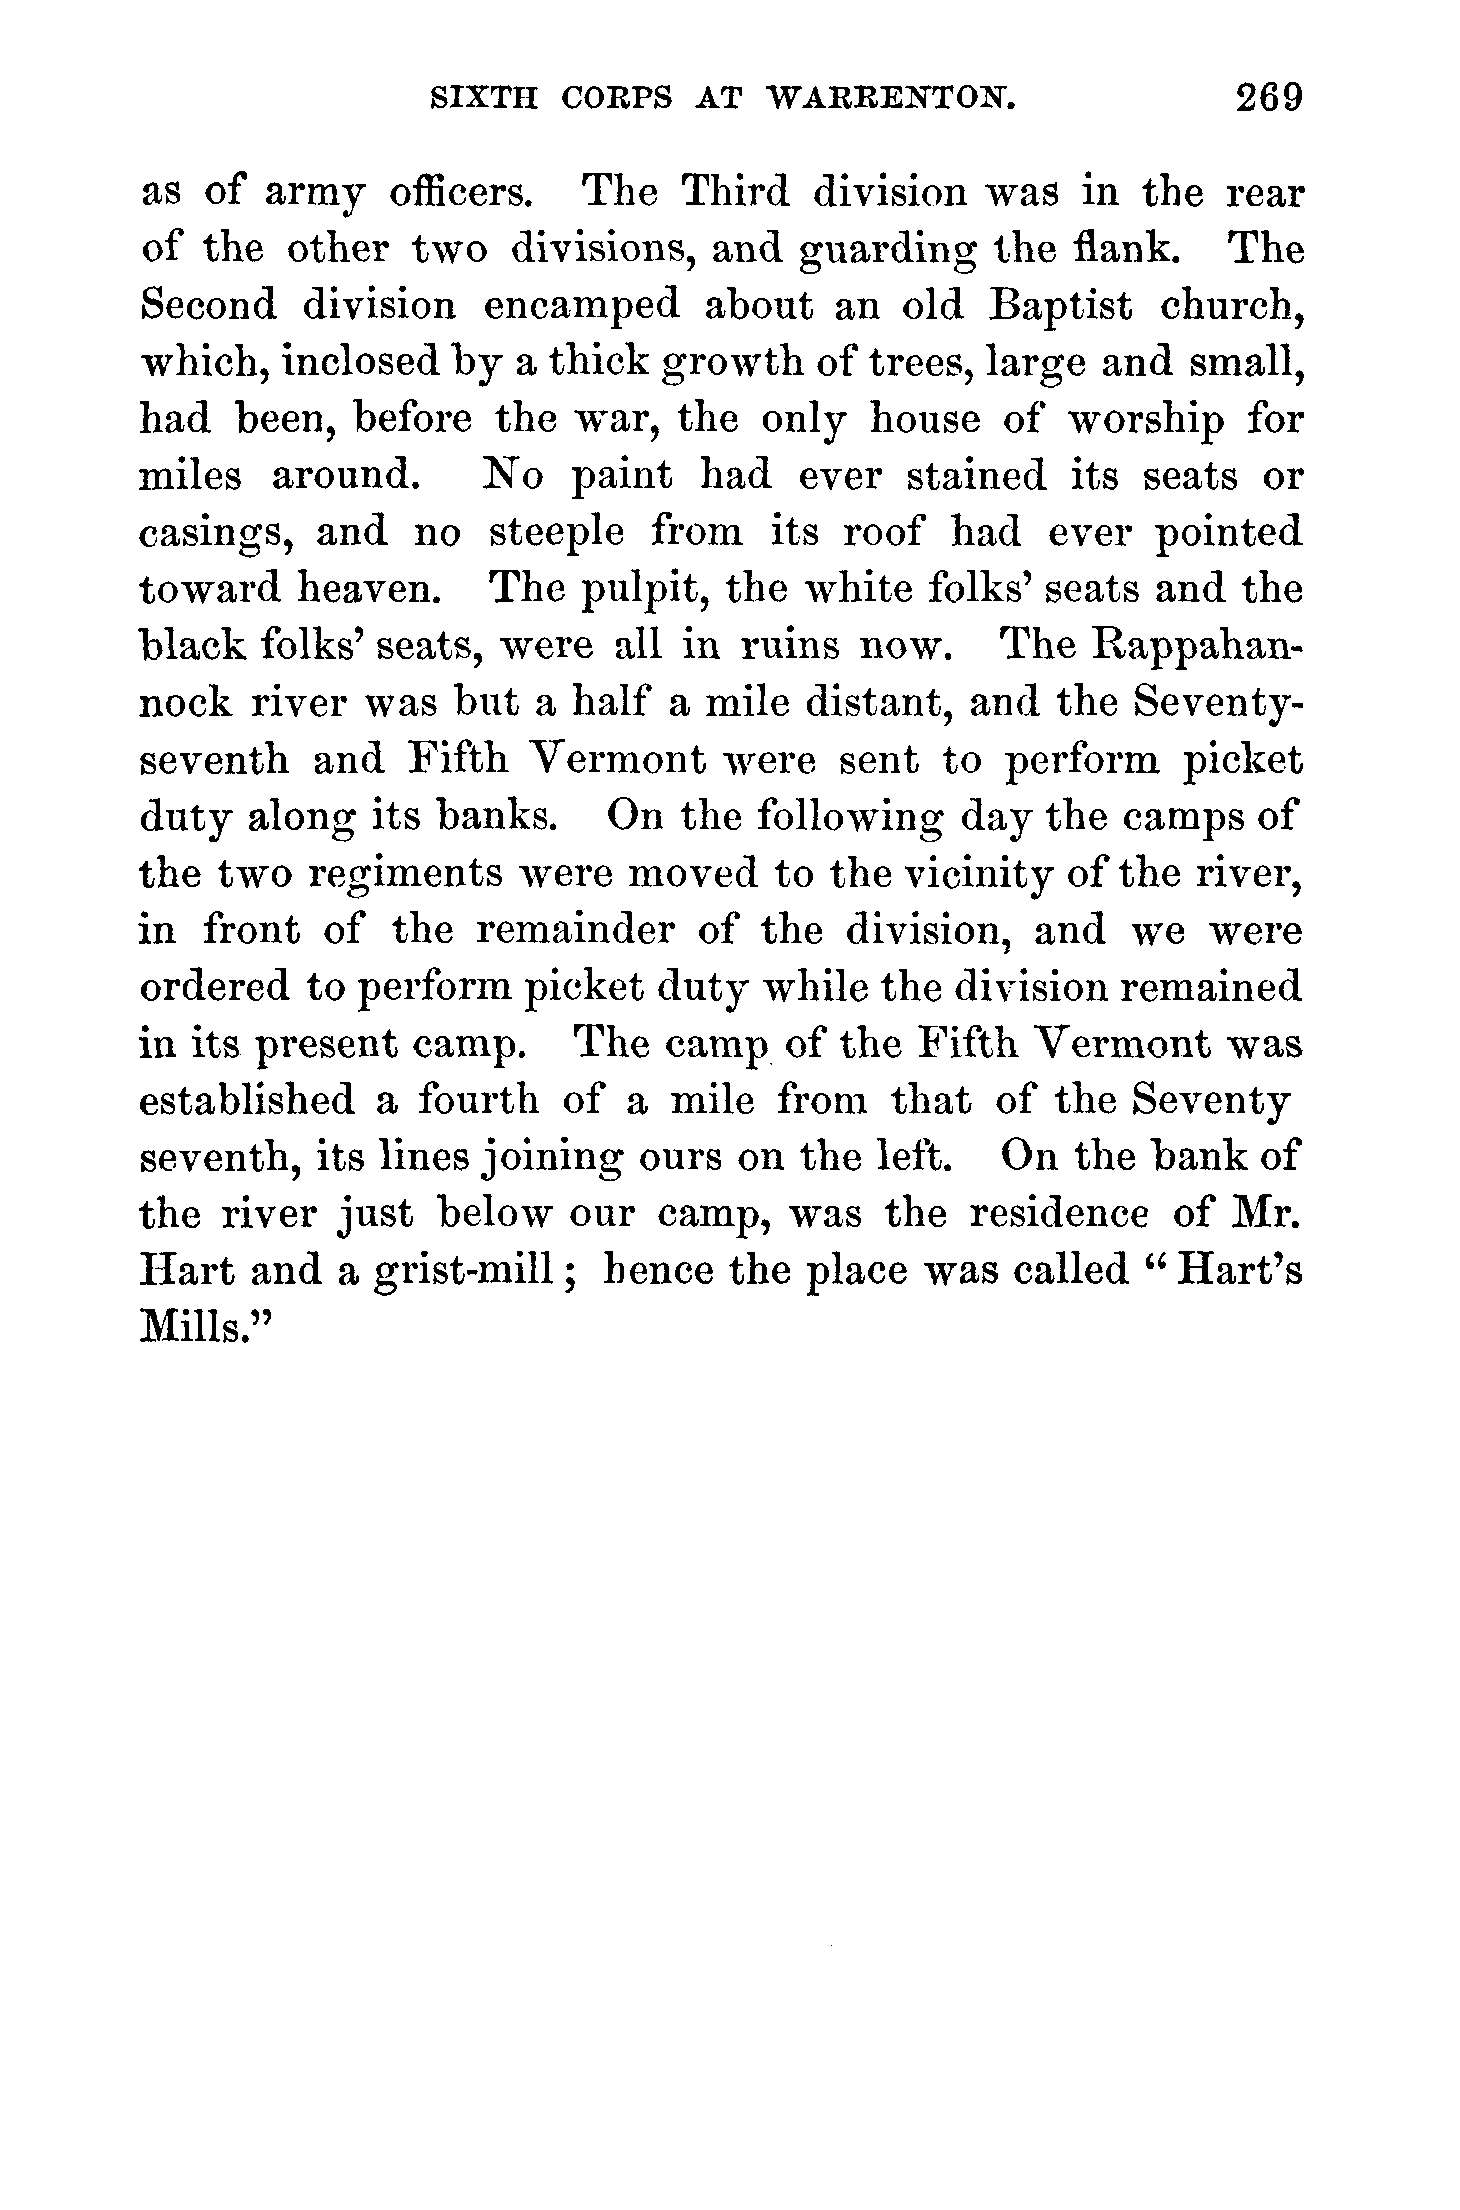 SIXTH CORPS AT WARRENTON. 269
as of army officers. The Third division was in the rear
of the other two divisions, and guarding the flank. The
Second division encamped about an old Baptist church,
which, inclosed by a thick growth of trees, large and small,
had been, before the war, the only house of worship for
miles around. No paint had ever stained its seats or
casings, and no steeple from its roof had ever pointed
toward heaven. The pulpit, the white folks’ seats and the
black folks’ seats, were all in ruins now. The Rappahan-
nock river was but a half a mile distant, and the Seventy-
seventh and Fifth Vermont were sent to perform picket
duty along its banks. On the following day the camps of
the two regiments were moved to the vicinity of the river,
in front of the remainder of the division, and we were
ordered to perform picket duty while the division remained
in its present camp. The camp of the Fifth Vermont was
established a fourth of a mile from that of the Seventy
seventh, its lines joining ours on the left. On the bank of
the river just below our camp, was the residence of Mr.
Hart and a grist-mill ; hence the place was called “ Hart’s
Mills.”